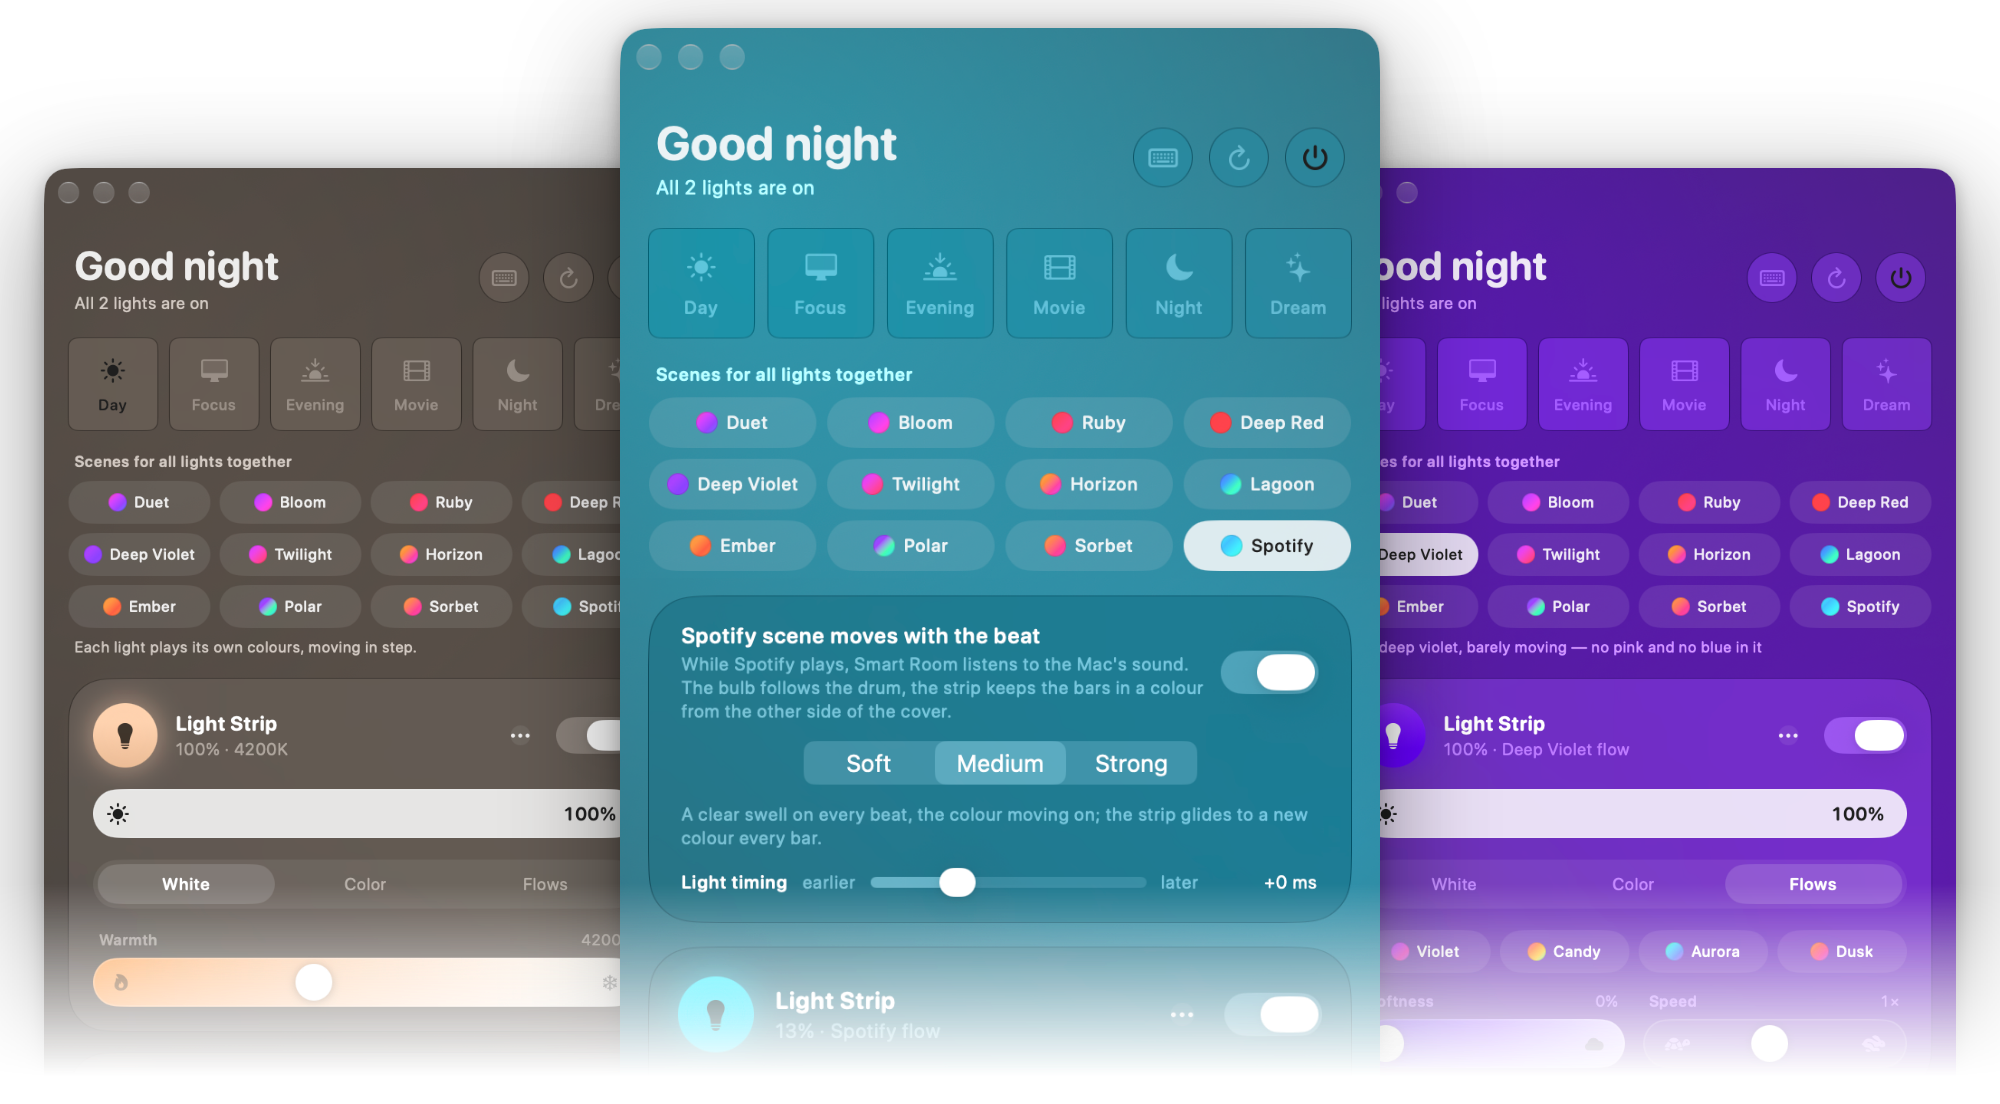 Good night
All 2 lights are on
Day
Focus
Evening
Movie
Night
Scenes for all lights together
Duet
Bloom
Ruby
Deep
Deep Violet
Twilight
Horizon
Ember
Polar
Sorbet
Each light plays its own colours, moving in step.
Light Strip
100% · 4200K
100%
White
Color
Flows
Warmth
4200
Good night
All 2 lights are on
Day
Focus
Evening
Movie
Night
Dream
Scenes for all lights together
Duet
Bloom
Ruby
Deep Red
Deep Violet
Twilight
Horizon
Lagoon
Ember
Polar
Sorbet
Spotify
Spotify scene moves with the beat
While Spotify plays, Smart Room listens to the Mac's sound.
The bulb follows the drum, the strip keeps the bars in a colour
from the other side of the cover.
Soft
Medium
Strong
A clear swell on every beat, the colour moving on; the strip glides to a new
colour every bar.
Light timing
earlier
later
+0 ms
Light Strip
13% · Spotify flow
night
lights are on
Focus
Evening
Movie
Night
Dream
for all lights together
Duet
Bloom
Ruby
Deep Red
Deep Violet
Twilight
Horizon
Lagoon
Ember
Polar
Sorbet
Spotify
deep violet, barely moving — no pink and no blue in it
Light Strip
100% · Deep Violet flow
100%
White
Color
Flows
Violet
Candy
Aurora
Dusk
0%
Speed
1×